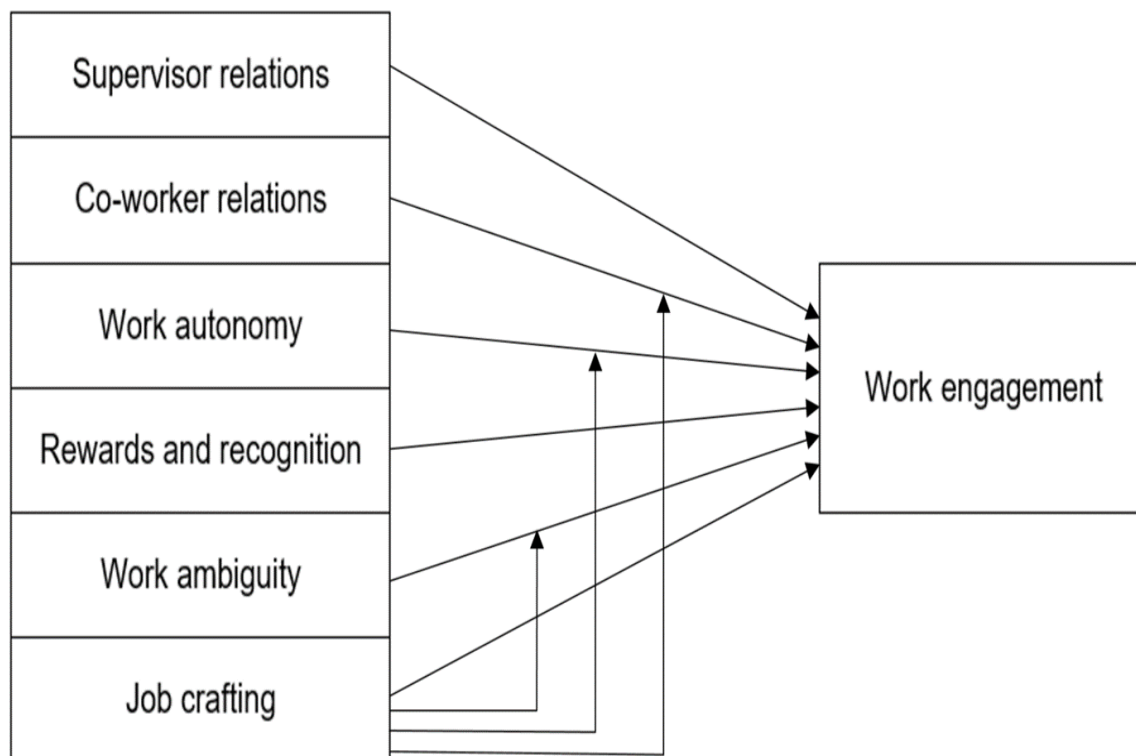 Supervisor relations
Co-worker relations
Work autonomy
Rewards and recognition
Work ambiguity
Job crafting
Work engagement